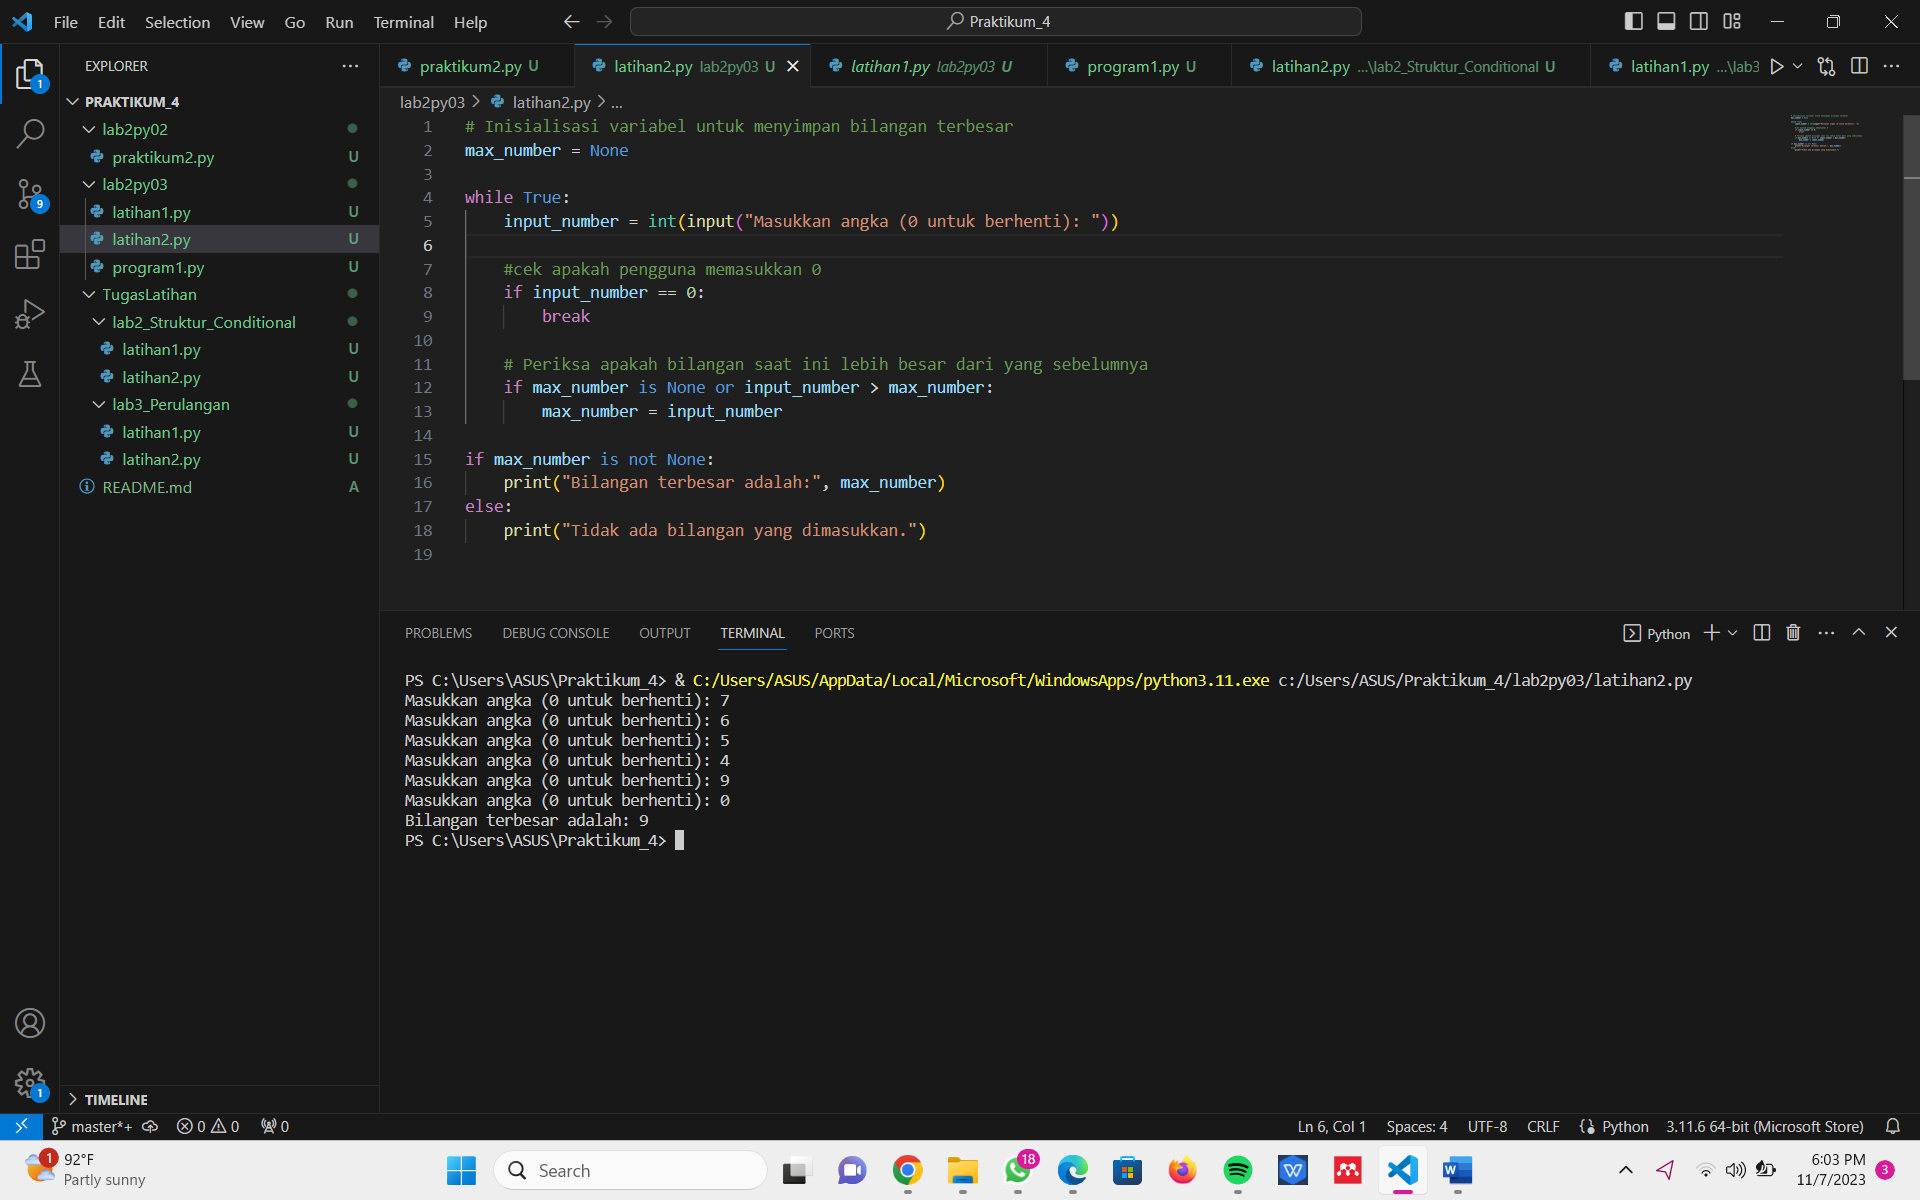 File Edit Selection View Go Run Terminal Help
Praktikum_4
EXPLORER
PRAKTIKUM_4
lab2py02
praktikum2.py U
lab2py03
latihan1.py U
latihan2.py U
program1.py U
TugasLatihan
lab2_Struktur_Conditional
latihan1.py U
latihan2.py U
lab3_Perulangan
latihan1.py U
latihan2.py U
README.md A
TIMELINE
1
9
1
praktikum2.py U latihan2.py lab2py03 U latihan1.py lab2py03 U program1.py U latihan2.py ...\lab2_Struktur_Conditional U latihan1.py ...\lab3
lab2py03 > latihan2.py > ...
1 # Inisialisasi variabel untuk menyimpan bilangan terbesar
2 max_number = None
3
4 while True:
5 input_number = int(input("Masukkan angka (0 untuk berhenti): "))
6
7 #cek apakah pengguna memasukkan 0
8 if input_number == 0:
9 break
10
11 # Periksa apakah bilangan saat ini lebih besar dari yang sebelumnya
12 if max_number is None or input_number > max_number:
13 max_number = input_number
14
15 if max_number is not None:
16 print("Bilangan terbesar adalah:", max_number)
17 else:
18 print("Tidak ada bilangan yang dimasukkan.")
19
PROBLEMS DEBUG CONSOLE OUTPUT TERMINAL PORTS
Python
PS C:\Users\ASUS\Praktikum_4> & C:/Users/ASUS/AppData/Local/Microsoft/WindowsApps/python3.11.exe c:/Users/ASUS/Praktikum_4/lab2py03/latihan2.py
Masukkan angka (0 untuk berhenti): 7
Masukkan angka (0 untuk berhenti): 6
Masukkan angka (0 untuk berhenti): 5
Masukkan angka (0 untuk berhenti): 4
Masukkan angka (0 untuk berhenti): 9
Masukkan angka (0 untuk berhenti): 0
Bilangan terbesar adalah: 9
PS C:\Users\ASUS\Praktikum_4>
master*+ 0 0 0
Ln 6, Col 1 Spaces: 4 UTF-8 CRLF Python 3.11.6 64-bit (Microsoft Store)
1
92°F
Partly sunny
Search
18
6:03 PM
11/7/2023
3